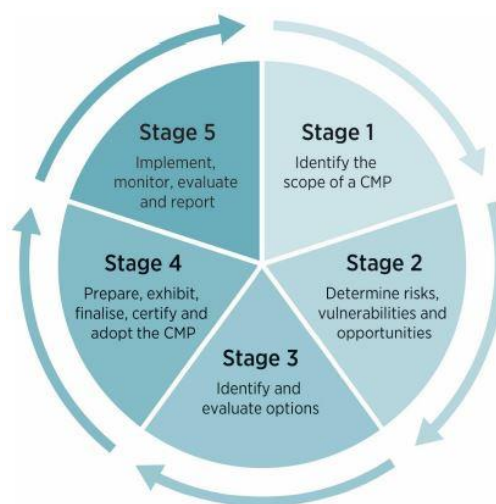 Stage 1
Identify the
scope of a CMP
Stage 2
Determine risks,
vulnerabilities and
opportunities
Stage 3
Identify and
evaluate options
Stage 4
Prepare, exhibit,
finalise, certify and
adopt the CMP
Stage 5
Implement,
monitor, evaluate
and report